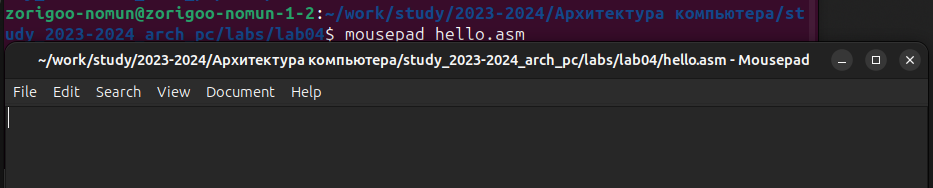 zorigoo-nomun@zorigoo-nomun-1-2:~/work/study/2023-2024/Архитектура компьютера/st
udy_2023-2024_arch_pc/labs/lab04$ mousepad hello.asm
~/work/study/2023-2024/Архитектура компьютера/study_2023-2024_arch_pc/labs/lab04/hello.asm - Mousepad
File Edit Search View Document Help